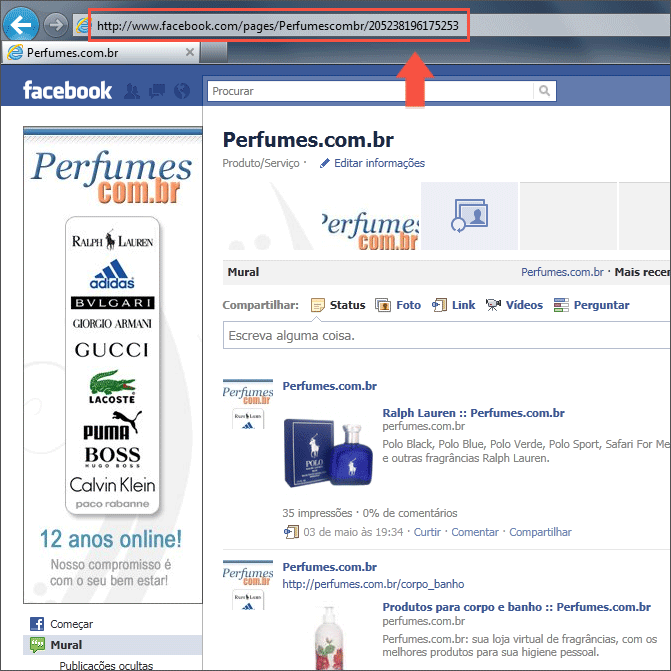 http://www.facebook.com/pages/Perfumescombr/205238196175253
Perfumes.com.br
facebook
Procurar
Perfumes
com.br
RALPH LAUREN
adidas
BVLGARI
GIORGIO ARMANI
GUCCI
LACOSTE
PUMA
BOSS
HUGO BOSS
Calvin Klein
paco rabanne
12 anos online!
Nosso compromisso é
com o seu bem estar!
Começar
Mural
Publicações ocultas
Perfumes.com.br
Produto/Serviço · Editar informações
Perfumes
com.br
Mural
Perfumes.com.br · Mais recen
Compartilhar: Status Foto Link Vídeos Perguntar
Escreva alguma coisa.
Perfumes
com.br
RALPH LAUREN
Perfumes.com.br
POLO
Ralph Lauren :: Perfumes.com.br
perfumes.com.br
Polo Black, Polo Blue, Polo Verde, Polo Sport, Safari For Me
e outras fragrâncias Ralph Lauren.
35 impressões · 0% de comentários
03 de maio às 19:34 · Curtir · Comentar · Compartilhar
Perfumes
com.br
RALPH LAUREN
Perfumes.com.br
http://perfumes.com.br/corpo_banho
Produtos para corpo e banho :: Perfumes.com.br
perfumes.com.br
Perfumes.com.br: sua loja virtual de fragrâncias, com os
melhores produtos para sua higiene pessoal.